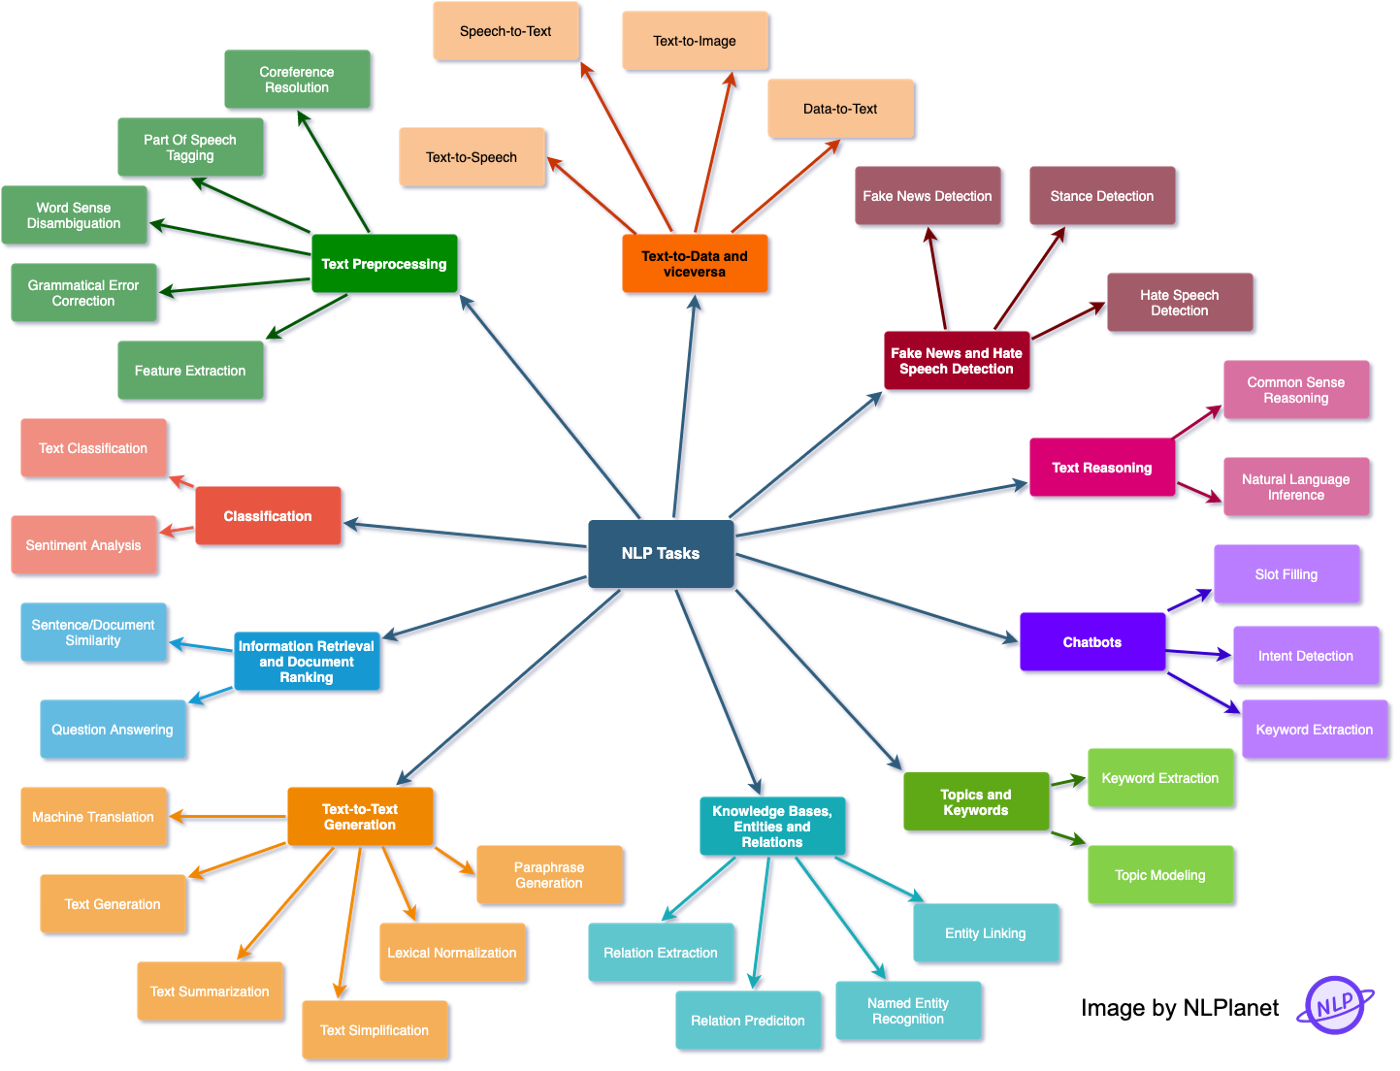 Speech-to-Text
Text-to-Image
Data-to-Text
Text-to-Speech
Text-to-Data and
viceversa
Coreference
Resolution
Part Of Speech
Tagging
Word Sense
Disambiguation
Grammatical Error
Correction
Feature Extraction
Text Preprocessing
Fake News Detection
Stance Detection
Hate Speech
Detection
Fake News and Hate
Speech Detection
Common Sense
Reasoning
Natural Language
Inference
Text Reasoning
Text Classification
Sentiment Analysis
Classification
NLP Tasks
Slot Filling
Intent Detection
Keyword Extraction
Chatbots
Sentence/Document
Similarity
Question Answering
Information Retrieval
and Document
Ranking
Keyword Extraction
Topic Modeling
Topics and
Keywords
Machine Translation
Text Generation
Text Summarization
Text Simplification
Lexical Normalization
Paraphrase
Generation
Text-to-Text
Generation
Knowledge Bases,
Entities and
Relations
Relation Extraction
Relation Prediciton
Named Entity
Recognition
Entity Linking
Image by NLPlanet
NLP